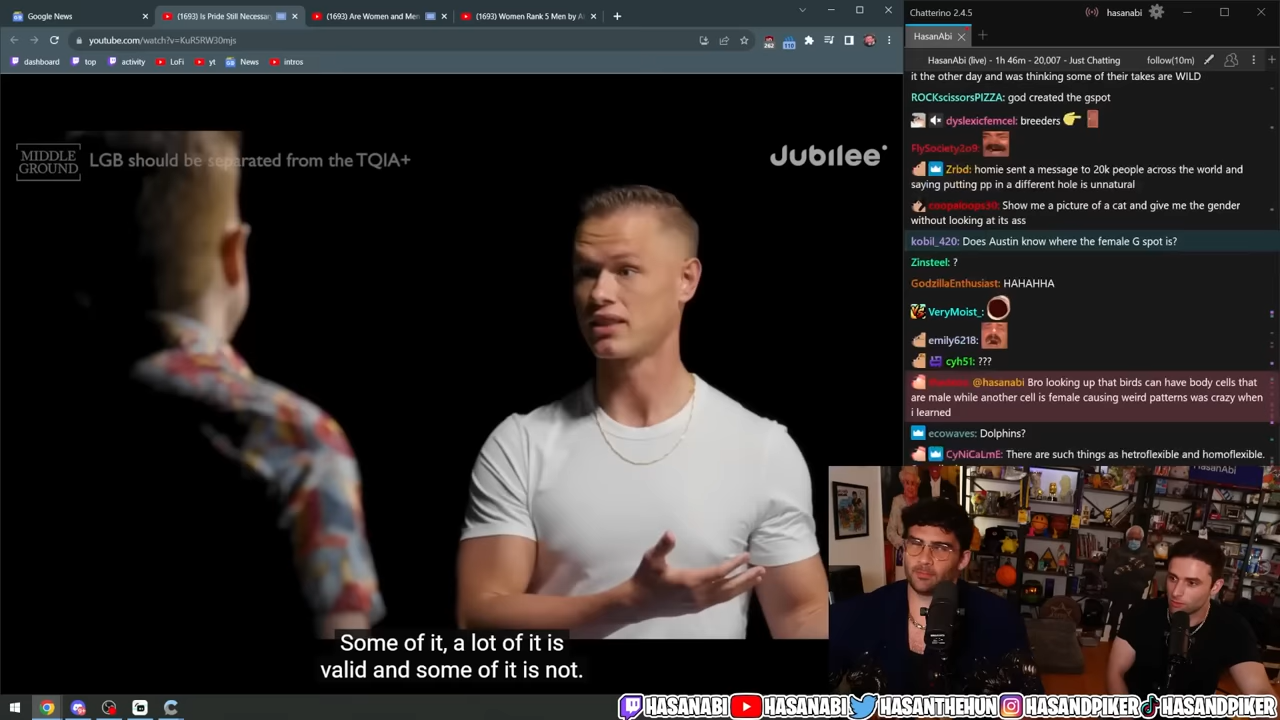 Google News
(1693) Is Pride Still Necessar
(1693) Are Women and Men
(1693) Women Rank 5 Men by A
youtube.com/watch?v=KuR5RW30mjs
262
110
dashboard
top
activity
LoFi
yt
News
intros
MIDDLE
GROUND
LGB should be separated from the TQIA+
Jubilee
Some of it, a lot of it is
valid and some of it is not.
Chatterino 2.4.5
hasanabi
HasanAbi
HasanAbi (live) - 1h 46m - 20,007 - Just Chatting
follow(10m)
it the other day and was thinking some of their takes are WILD
ROCKscissorsPIZZA: god created the gspot
dyslexicfemcel: breeders
FlySociety2o9:
Zrbd: homie sent a message to 20k people across the world and
saying putting pp in a different hole is unnatural
coopaloops30: Show me a picture of a cat and give me the gender
without looking at its ass
kobil_420: Does Austin know where the female G spot is?
Zinsteel: ?
GodzillaEnthusiast: HAHAHHA
VeryMoist_:
emily6218:
cyh51: ???
@hasanabi Bro looking up that birds can have body cells that
are male while another cell is female causing weird patterns was crazy when
i learned
ecowaves: Dolphins?
CyNiCaLmE: There are such things as hetroflexible and homoflexible.
HasanAbi
HASANABI
HASANABI
HASANTHEHUN
HASANDPIKER
HASANDPIKER